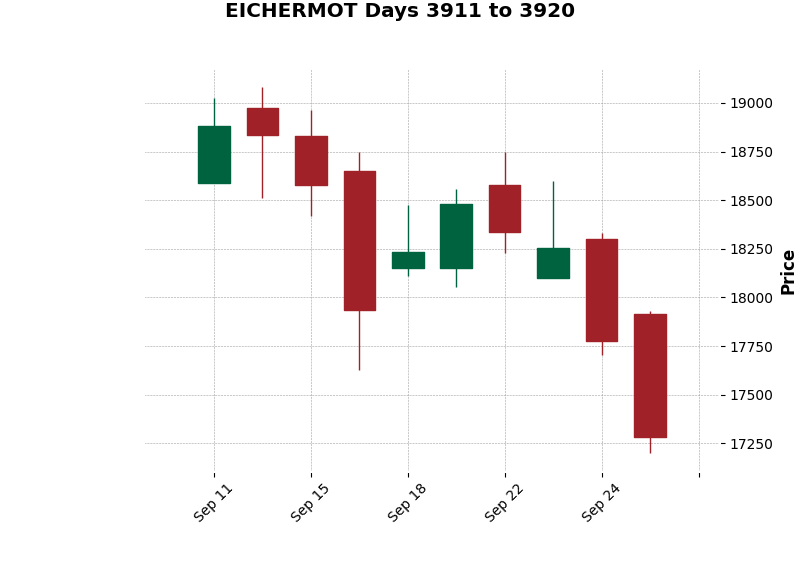 EICHERMOT Days 3911 to 3920
19000
18750
18500
18250
18000
17750
17500
17250
Price
Sep 11
Sep 15
Sep 18
Sep 22
Sep 24